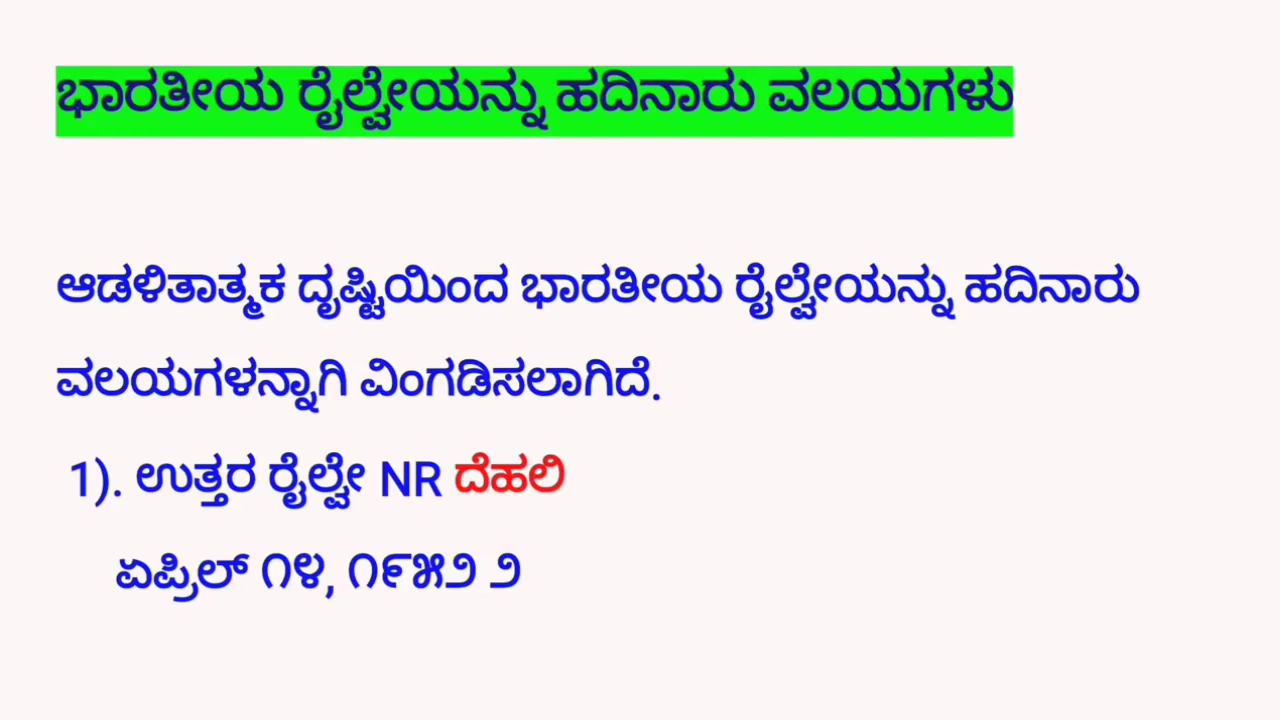 ಭಾರತೀಯ ರೈಲ್ವೇಯನ್ನು ಹದಿನಾರು ವಲಯಗಳು
ಆಡಳಿತಾತ್ಮಕ ದೃಷ್ಟಿಯಿಂದ ಭಾರತೀಯ ರೈಲ್ವೇಯನ್ನು ಹದಿನಾರು
ವಲಯಗಳನ್ನಾಗಿ ವಿಂಗಡಿಸಲಾಗಿದೆ.
1). ಉತ್ತರ ರೈಲ್ವೇ NR ದೆಹಲಿ
ಏಪ್ರಿಲ್ ೧೪, ೧೯೫೨ ೨